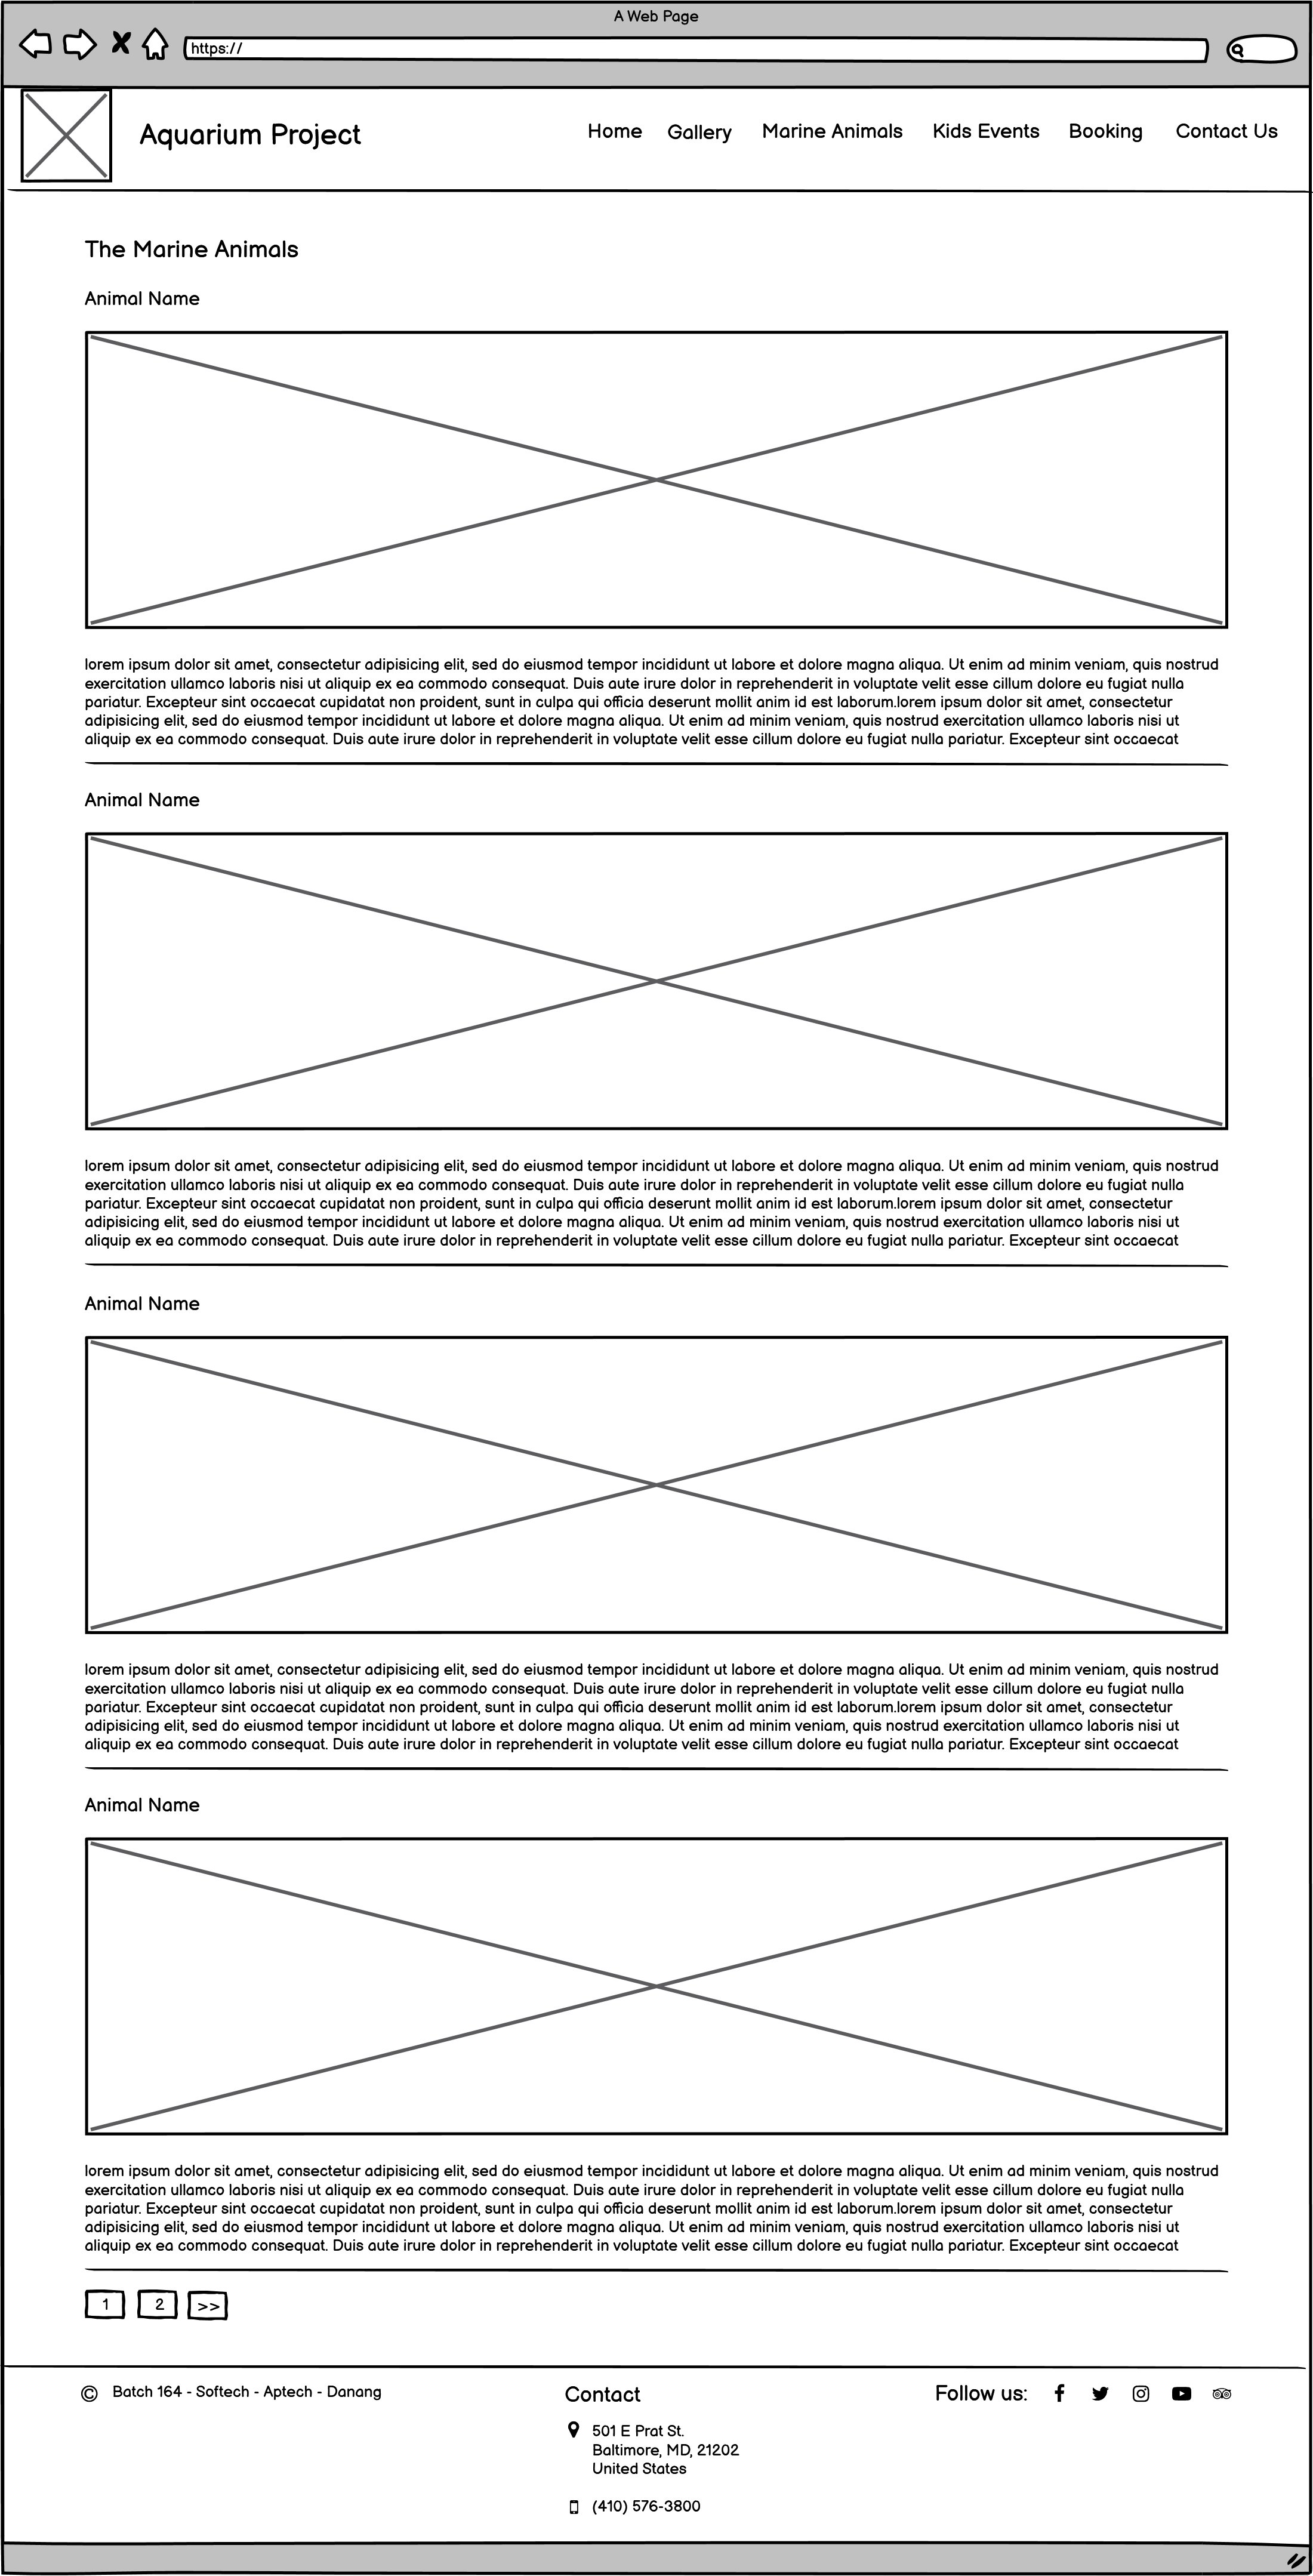 A Web Page
https://
Aquarium Project
Home Gallery Marine Animals Kids Events Booking Contact Us
The Marine Animals
Animal Name
lorem ipsum dolor sit amet, consectetur adipisicing elit, sed do eiusmod tempor incididunt ut labore et dolore magna aliqua. Ut enim ad minim veniam, quis nostrud
exercitation ullamco laboris nisi ut aliquip ex ea commodo consequat. Duis aute irure dolor in reprehenderit in voluptate velit esse cillum dolore eu fugiat nulla
pariatur. Excepteur sint occaecat cupidatat non proident, sunt in culpa qui officia deserunt mollit anim id est laborum.lorem ipsum dolor sit amet, consectetur
adipisicing elit, sed do eiusmod tempor incididunt ut labore et dolore magna aliqua. Ut enim ad minim veniam, quis nostrud exercitation ullamco laboris nisi ut
aliquip ex ea commodo consequat. Duis aute irure dolor in reprehenderit in voluptate velit esse cillum dolore eu fugiat nulla pariatur. Excepteur sint occaecat
Animal Name
lorem ipsum dolor sit amet, consectetur adipisicing elit, sed do eiusmod tempor incididunt ut labore et dolore magna aliqua. Ut enim ad minim veniam, quis nostrud
exercitation ullamco laboris nisi ut aliquip ex ea commodo consequat. Duis aute irure dolor in reprehenderit in voluptate velit esse cillum dolore eu fugiat nulla
pariatur. Excepteur sint occaecat cupidatat non proident, sunt in culpa qui officia deserunt mollit anim id est laborum.lorem ipsum dolor sit amet, consectetur
adipisicing elit, sed do eiusmod tempor incididunt ut labore et dolore magna aliqua. Ut enim ad minim veniam, quis nostrud exercitation ullamco laboris nisi ut
aliquip ex ea commodo consequat. Duis aute irure dolor in reprehenderit in voluptate velit esse cillum dolore eu fugiat nulla pariatur. Excepteur sint occaecat
Animal Name
lorem ipsum dolor sit amet, consectetur adipisicing elit, sed do eiusmod tempor incididunt ut labore et dolore magna aliqua. Ut enim ad minim veniam, quis nostrud
exercitation ullamco laboris nisi ut aliquip ex ea commodo consequat. Duis aute irure dolor in reprehenderit in voluptate velit esse cillum dolore eu fugiat nulla
pariatur. Excepteur sint occaecat cupidatat non proident, sunt in culpa qui officia deserunt mollit anim id est laborum.lorem ipsum dolor sit amet, consectetur
adipisicing elit, sed do eiusmod tempor incididunt ut labore et dolore magna aliqua. Ut enim ad minim veniam, quis nostrud exercitation ullamco laboris nisi ut
aliquip ex ea commodo consequat. Duis aute irure dolor in reprehenderit in voluptate velit esse cillum dolore eu fugiat nulla pariatur. Excepteur sint occaecat
Animal Name
lorem ipsum dolor sit amet, consectetur adipisicing elit, sed do eiusmod tempor incididunt ut labore et dolore magna aliqua. Ut enim ad minim veniam, quis nostrud
exercitation ullamco laboris nisi ut aliquip ex ea commodo consequat. Duis aute irure dolor in reprehenderit in voluptate velit esse cillum dolore eu fugiat nulla
pariatur. Excepteur sint occaecat cupidatat non proident, sunt in culpa qui officia deserunt mollit anim id est laborum.lorem ipsum dolor sit amet, consectetur
adipisicing elit, sed do eiusmod tempor incididunt ut labore et dolore magna aliqua. Ut enim ad minim veniam, quis nostrud exercitation ullamco laboris nisi ut
aliquip ex ea commodo consequat. Duis aute irure dolor in reprehenderit in voluptate velit esse cillum dolore eu fugiat nulla pariatur. Excepteur sint occaecat
1 2 >>
© Batch 164 - Softech - Aptech - Danang
Contact
501 E Prat St.
Baltimore, MD, 21202
United States
(410) 576-3800
Follow us: